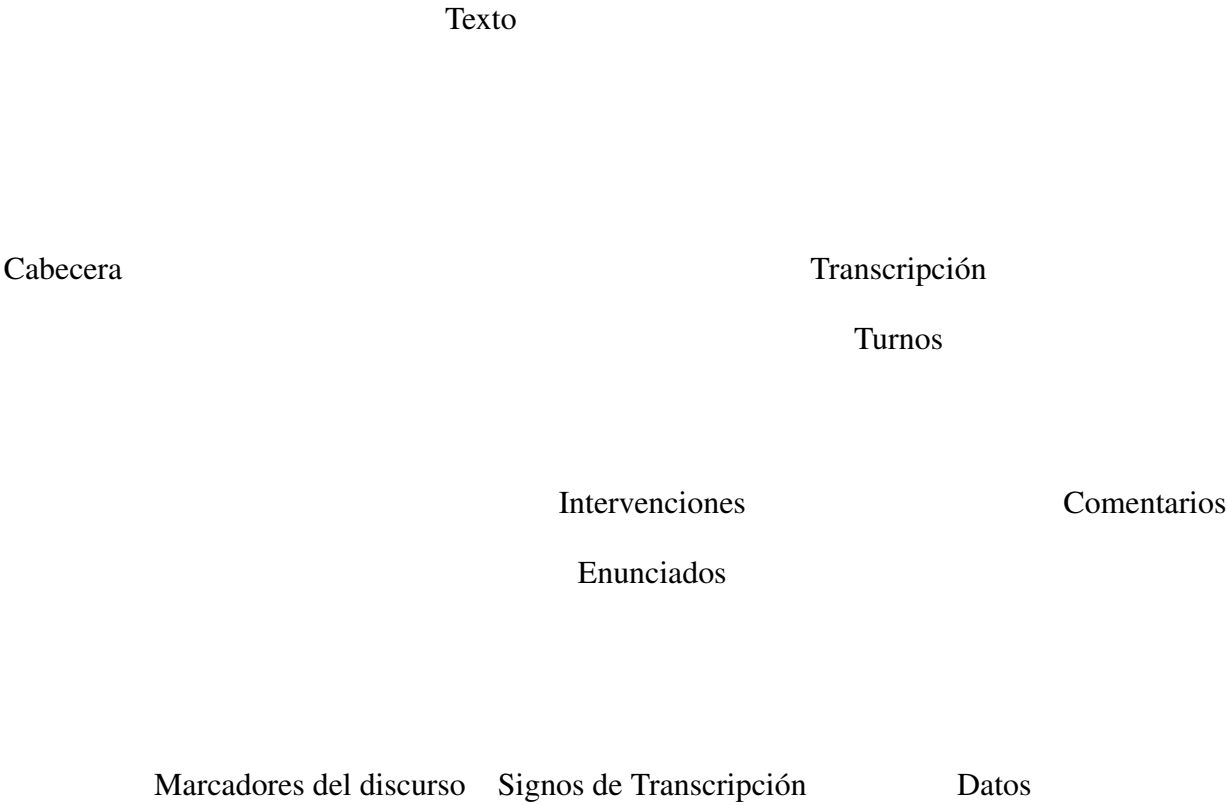 Texto
Cabecera Transcripción
Turnos
Intervenciones Comentarios
Enunciados
Marcadores del discurso Signos de Transcripción Datos